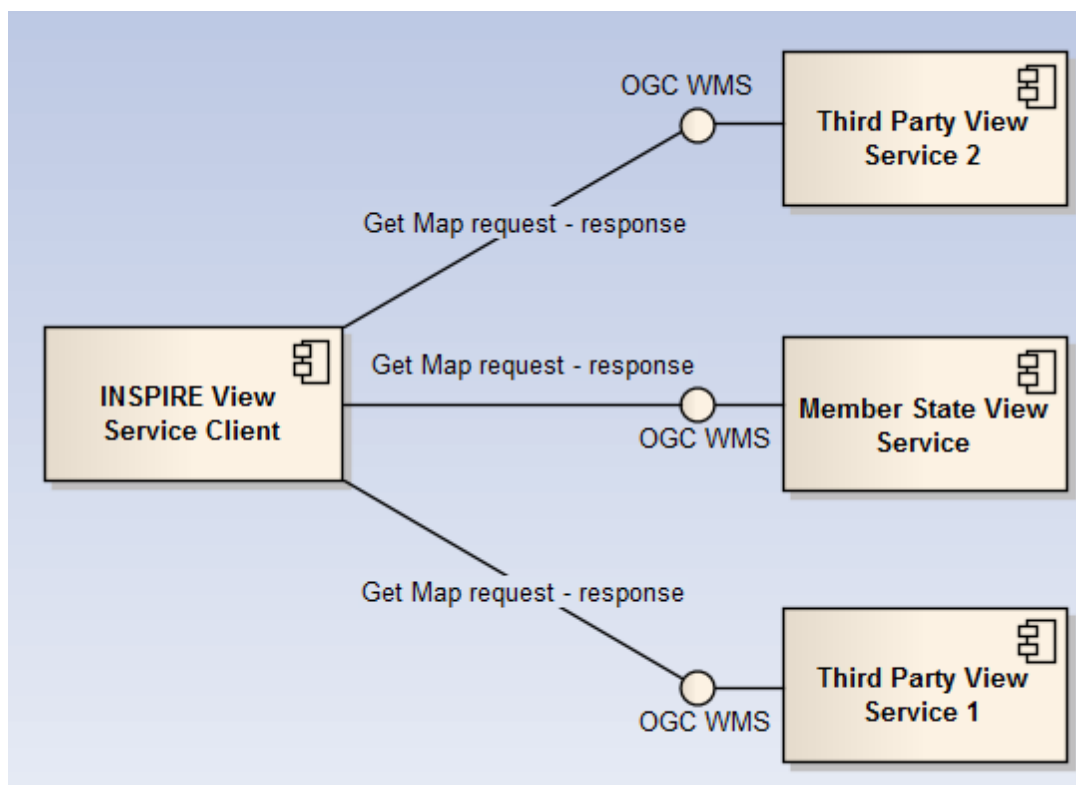 OGC WMS
Third Party View
Service 2
Get Map request - response
INSPIRE View
Service Client
Get Map request - response
OGC WMS
Member State View
Service
Get Map request - response
OGC WMS
Third Party View
Service 1